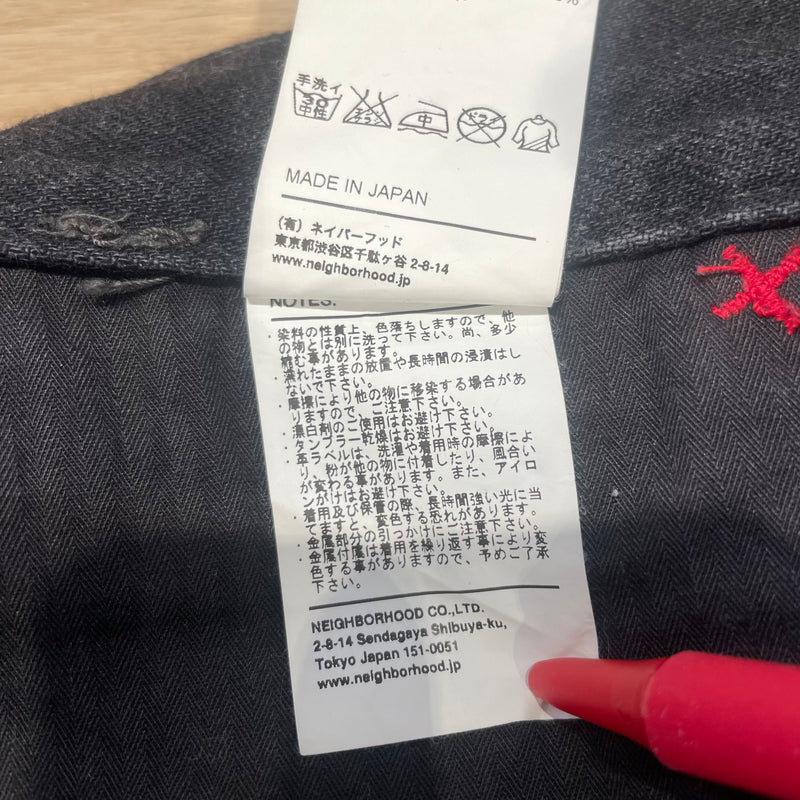 手洗イ
30
中性
エンソ
サラシ
中
ドライ
MADE IN JAPAN
（有）ネイバーフッド
東京都渋谷区千駄ヶ谷 2-8-14
www.neighborhood.jp
NOTES:
・染料の性質上、色落ちしますので、他
の物とは別に洗って下さい。尚、多少
縮む事があります。
・濡れたままの放置や長時間の浸漬はし
ないで下さい。
・摩擦により他の物に移染する場合があ
りますので、ご注意下さい。
・漂白剤のご使用はお避け下さい。
・タンブラー乾燥はお避け下さい。
・革ラベルは、洗濯や着用時の摩擦によ
り、粉が他の物に付着したり、風合い
が変わる事があります。また、アイロ
ンがけはお避け下さい。
・着用及び保管の際、長時間強い光に当
てますと、変色する恐れがあります。
・金属部分の引っかけにご注意下さい。
・金属付属は着用を繰り返す事により変
色する事がありますので、予めご了承
下さい。
NEIGHBORHOOD CO.,LTD.
2-8-14 Sendagaya Shibuya-ku,
Tokyo Japan 151-0051
www.neighborhood.jp